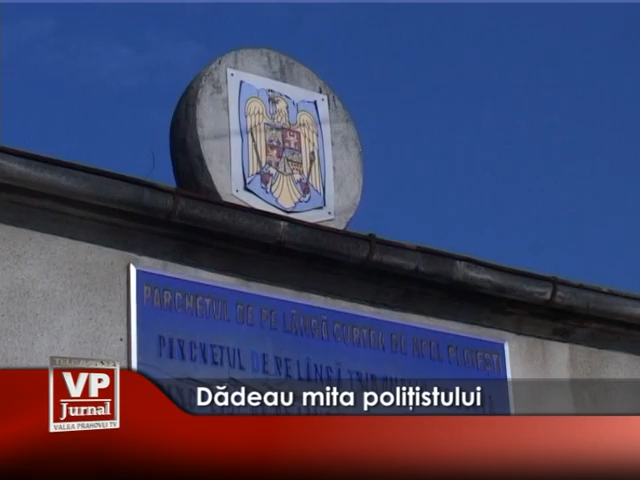 PARCHETUL DE PE LÂNGĂ CURTEA DE APEL PLOIEȘTI
PARCHETUL DE PE LÂNGĂ
VP
Jurnal
VALEA PRAHOVEI TV
Dădeau mita polițistului